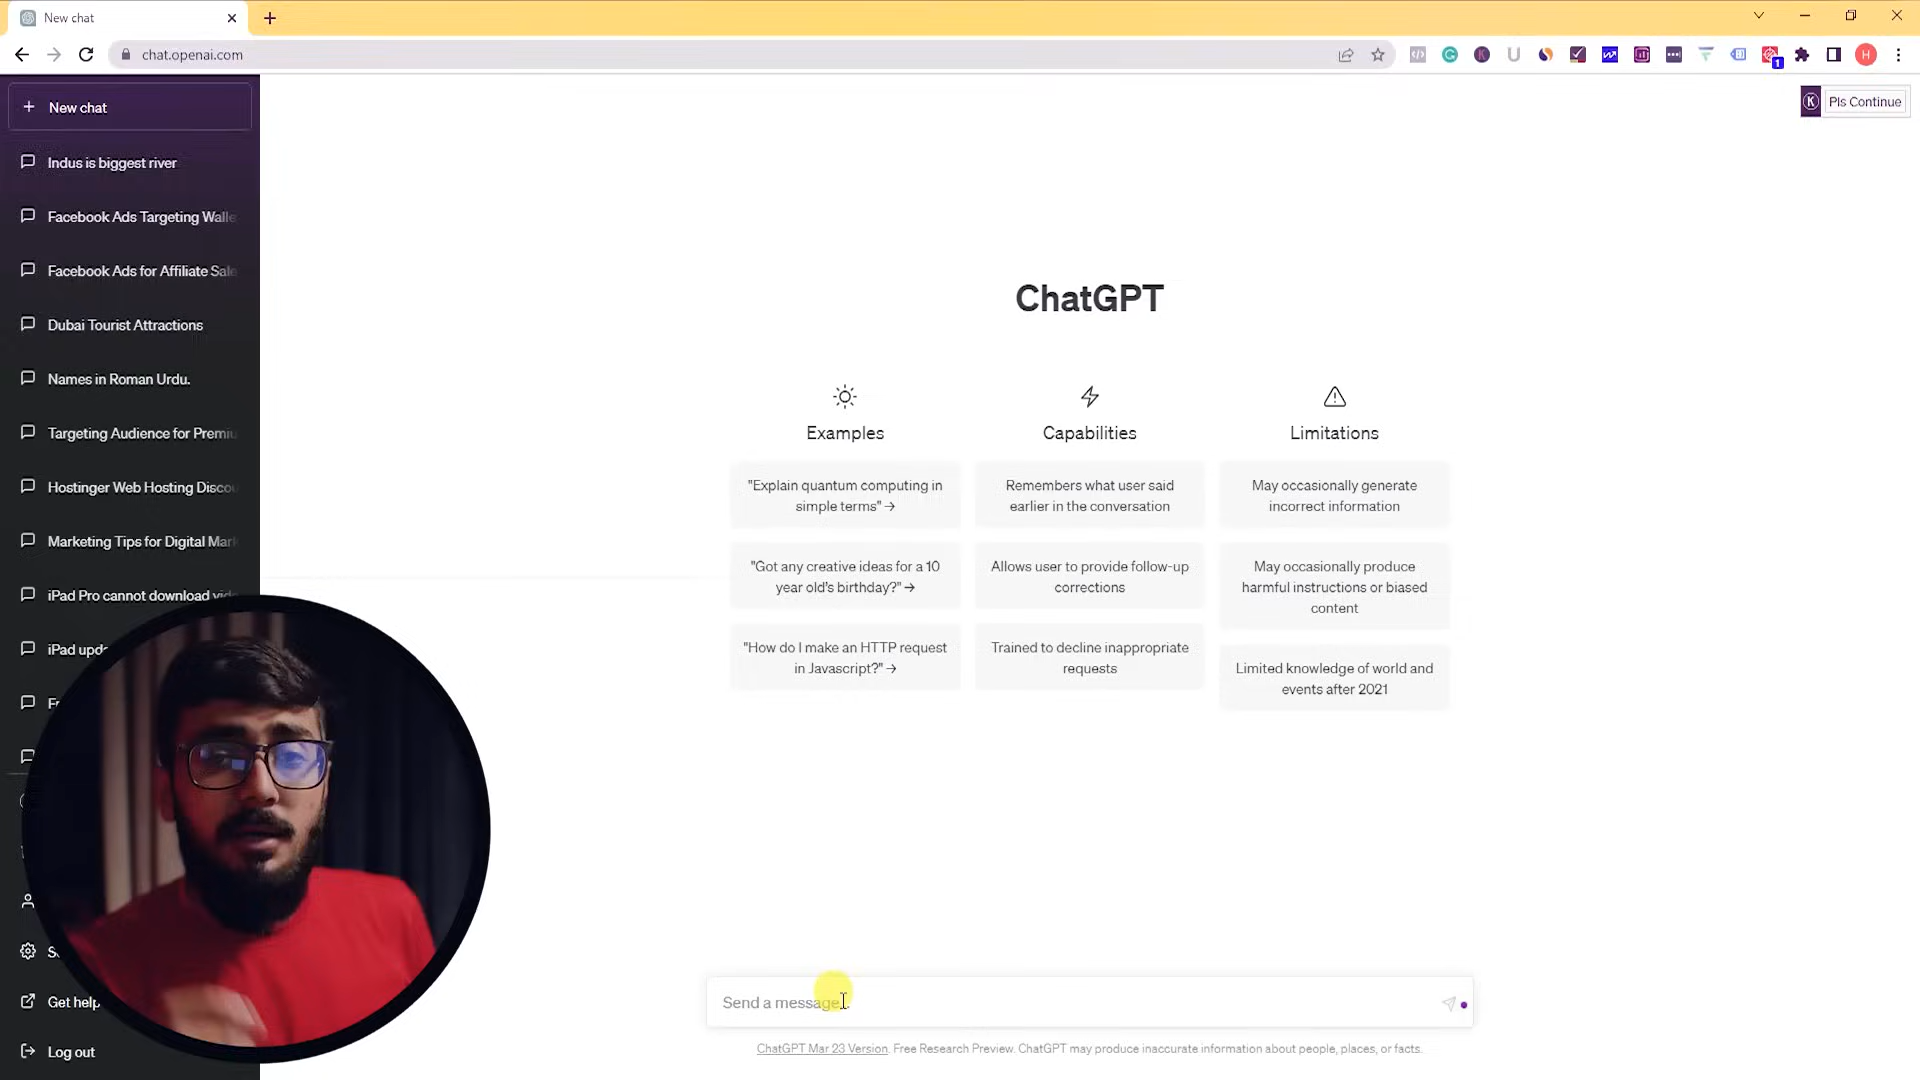 New chat
chat.openai.com
H
1
New chat
K Pls Continue
Indus is biggest river
Facebook Ads Targeting Walle
Facebook Ads for Affiliate Sale
Dubai Tourist Attractions
Names in Roman Urdu.
Targeting Audience for Premiu
Hostinger Web Hosting Discou
Marketing Tips for Digital Mark
iPad Pro cannot download
iPad
Get help
Log out
ChatGPT
Examples
"Explain quantum computing in
simple terms" →
"Got any creative ideas for a 10
year old's birthday?" →
"How do I make an HTTP request
in Javascript?" →
Capabilities
Remembers what user said
earlier in the conversation
Allows user to provide follow-up
corrections
Trained to decline inappropriate
requests
Limitations
May occasionally generate
incorrect information
May occasionally produce
harmful instructions or biased
content
Limited knowledge of world and
events after 2021
Send a message...
ChatGPT Mar 23 Version. Free Research Preview. ChatGPT may produce inaccurate information about people, places, or facts.